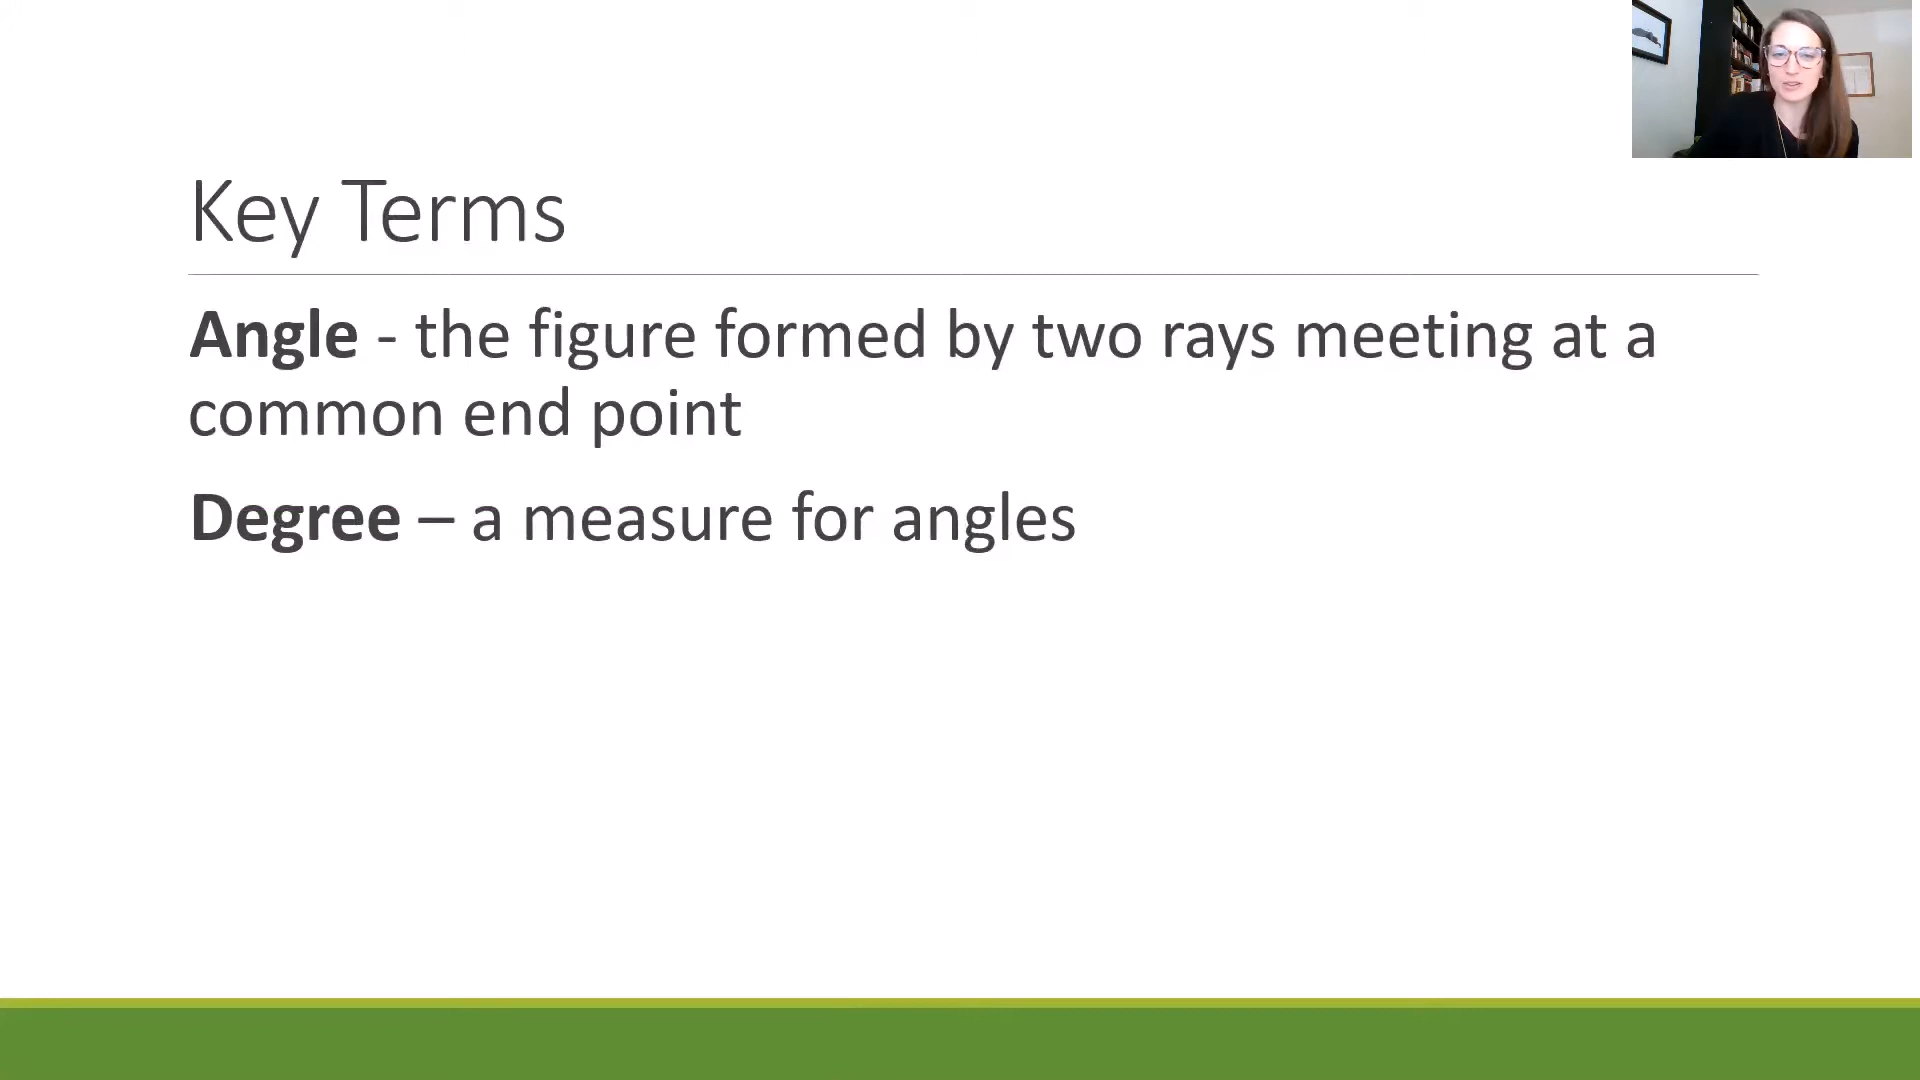 Key Terms
Angle - the figure formed by two rays meeting at a
common end point
Degree – a measure for angles